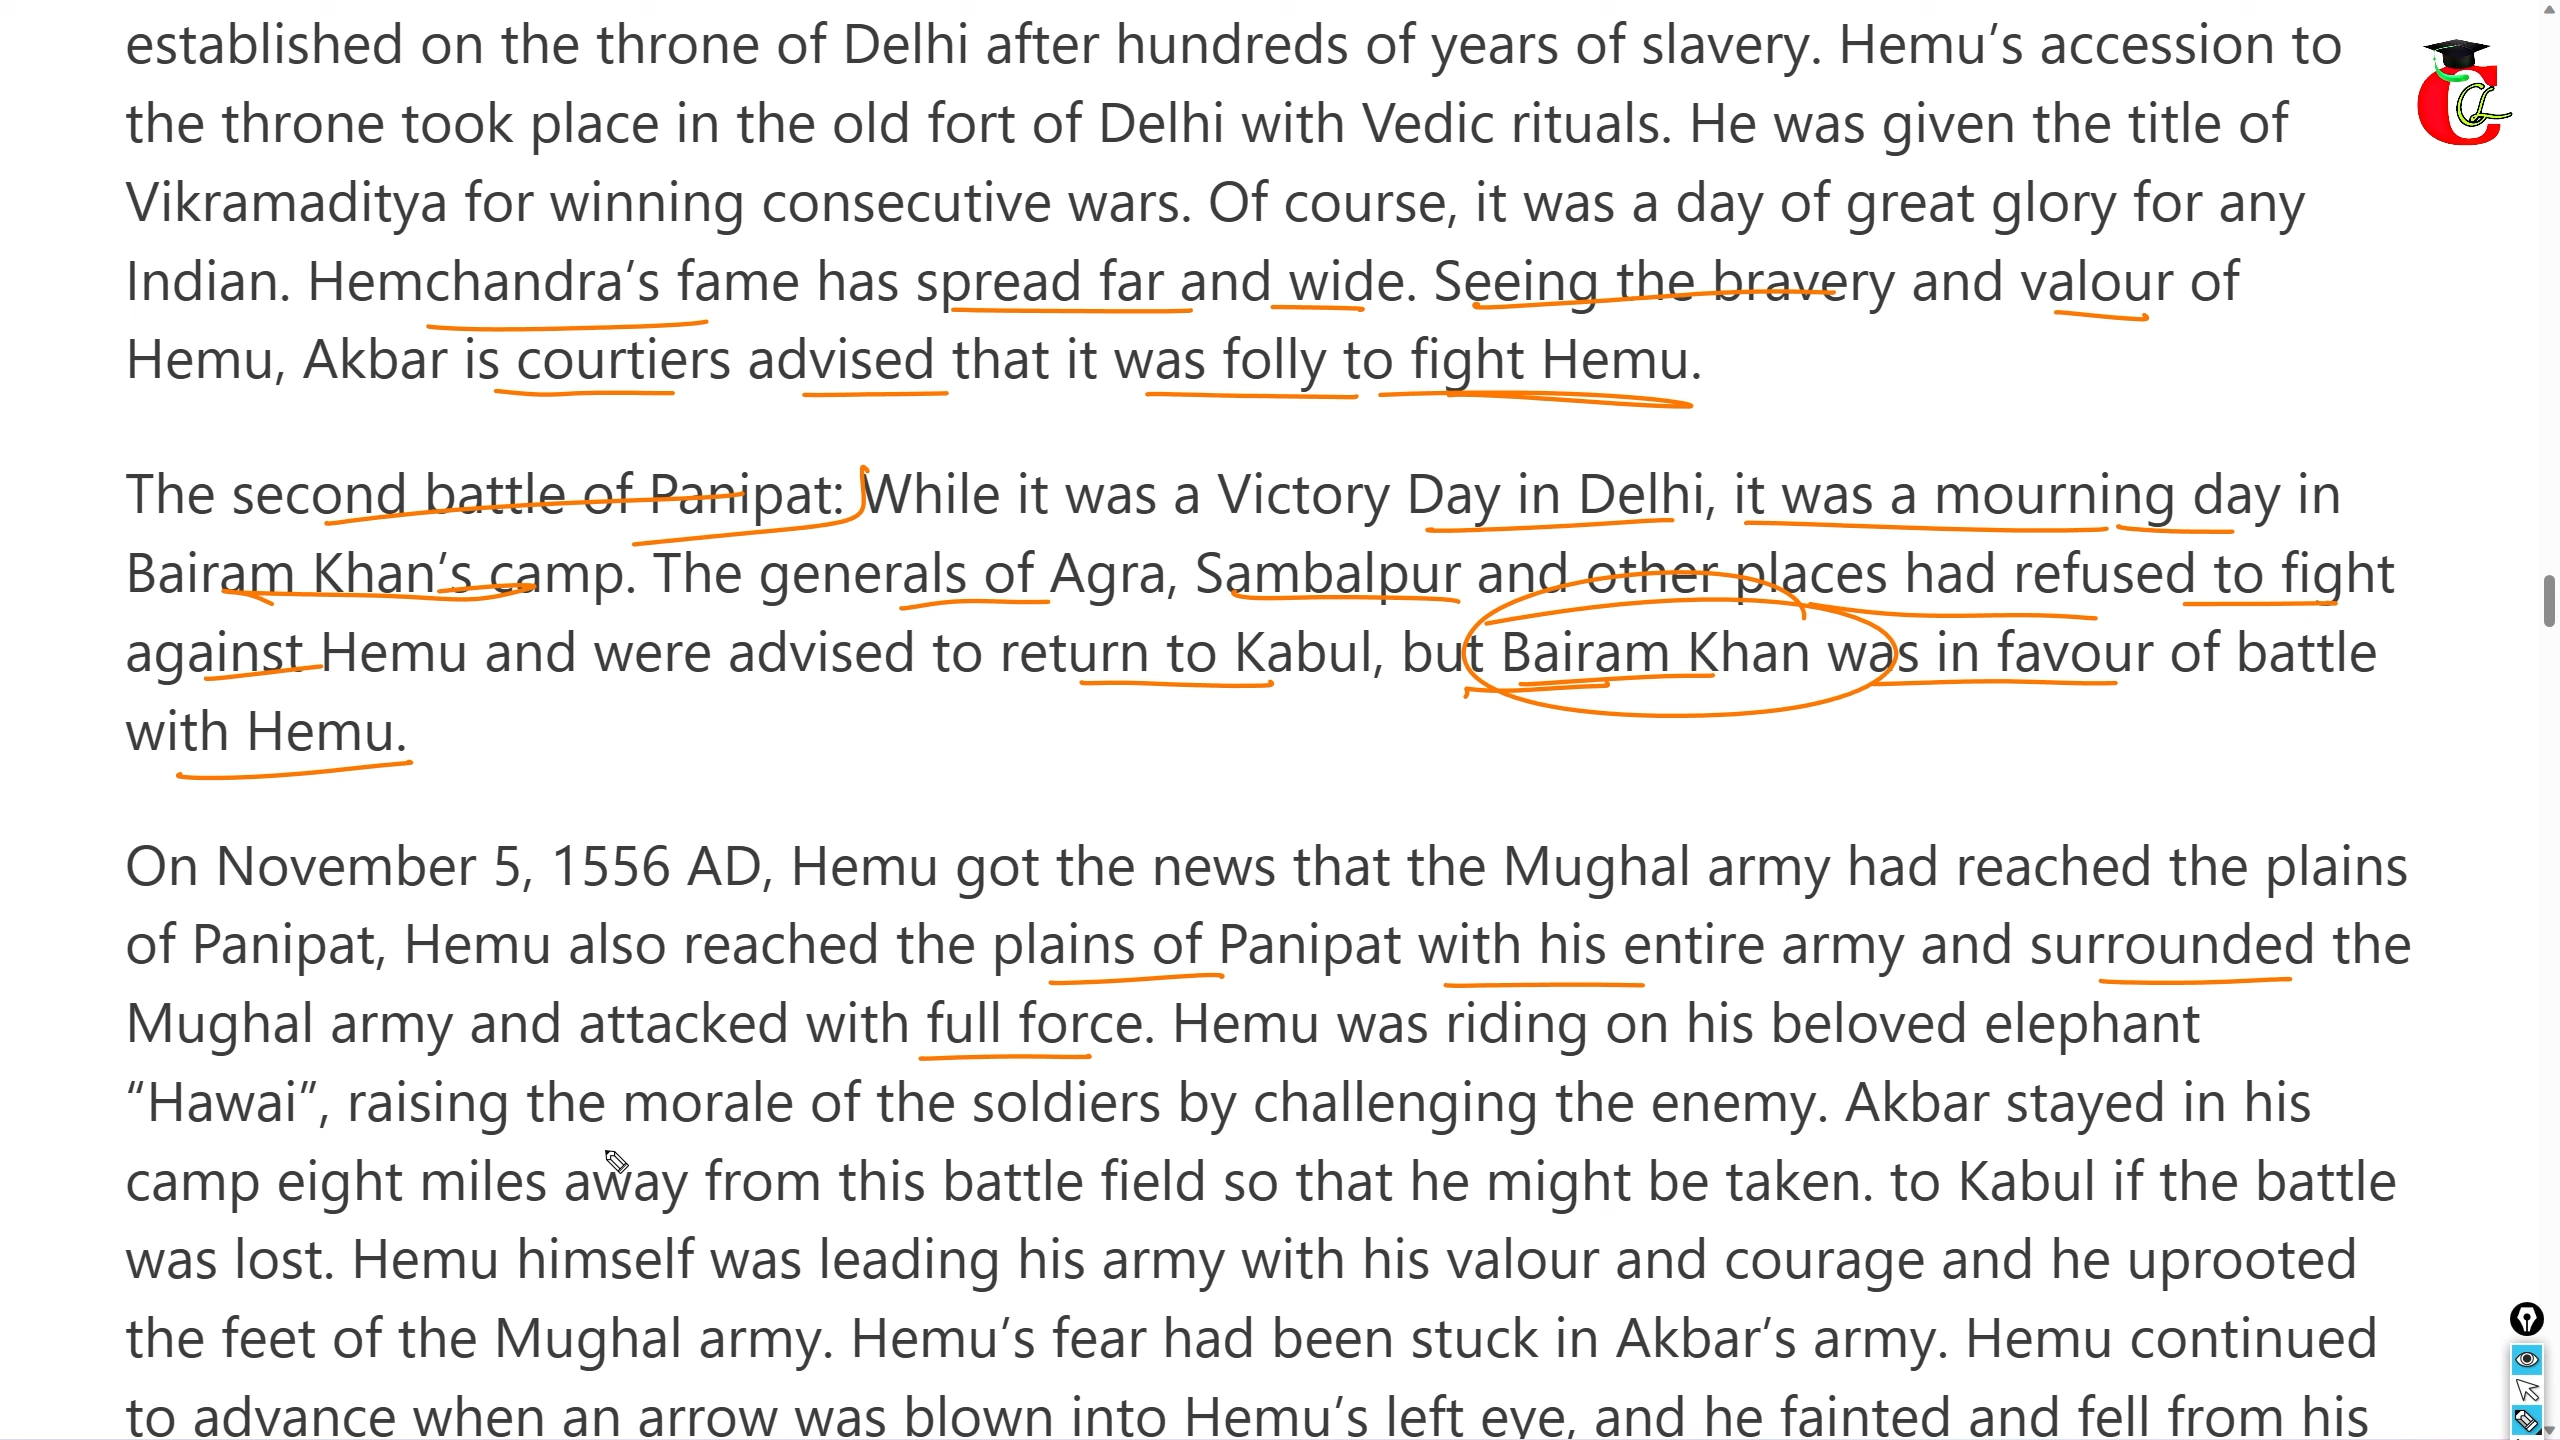 established on the throne of Delhi after hundreds of years of slavery. Hemu’s accession to
the throne took place in the old fort of Delhi with Vedic rituals. He was given the title of
Vikramaditya for winning consecutive wars. Of course, it was a day of great glory for any
Indian. Hemchandra’s fame has spread far and wide. Seeing the bravery and valour of
Hemu, Akbar is courtiers advised that it was folly to fight Hemu.
The second battle of Panipat: While it was a Victory Day in Delhi, it was a mourning day in
Bairam Khan’s camp. The generals of Agra, Sambalpur and other places had refused to fight
against Hemu and were advised to return to Kabul, but Bairam Khan was in favour of battle
with Hemu.
On November 5, 1556 AD, Hemu got the news that the Mughal army had reached the plains
of Panipat, Hemu also reached the plains of Panipat with his entire army and surrounded the
Mughal army and attacked with full force. Hemu was riding on his beloved elephant
“Hawai”, raising the morale of the soldiers by challenging the enemy. Akbar stayed in his
camp eight miles away from this battle field so that he might be taken. to Kabul if the battle
was lost. Hemu himself was leading his army with his valour and courage and he uprooted
the feet of the Mughal army. Hemu’s fear had been stuck in Akbar’s army. Hemu continued
to advance when an arrow was blown into Hemu’s left eye, and he fainted and fell from his